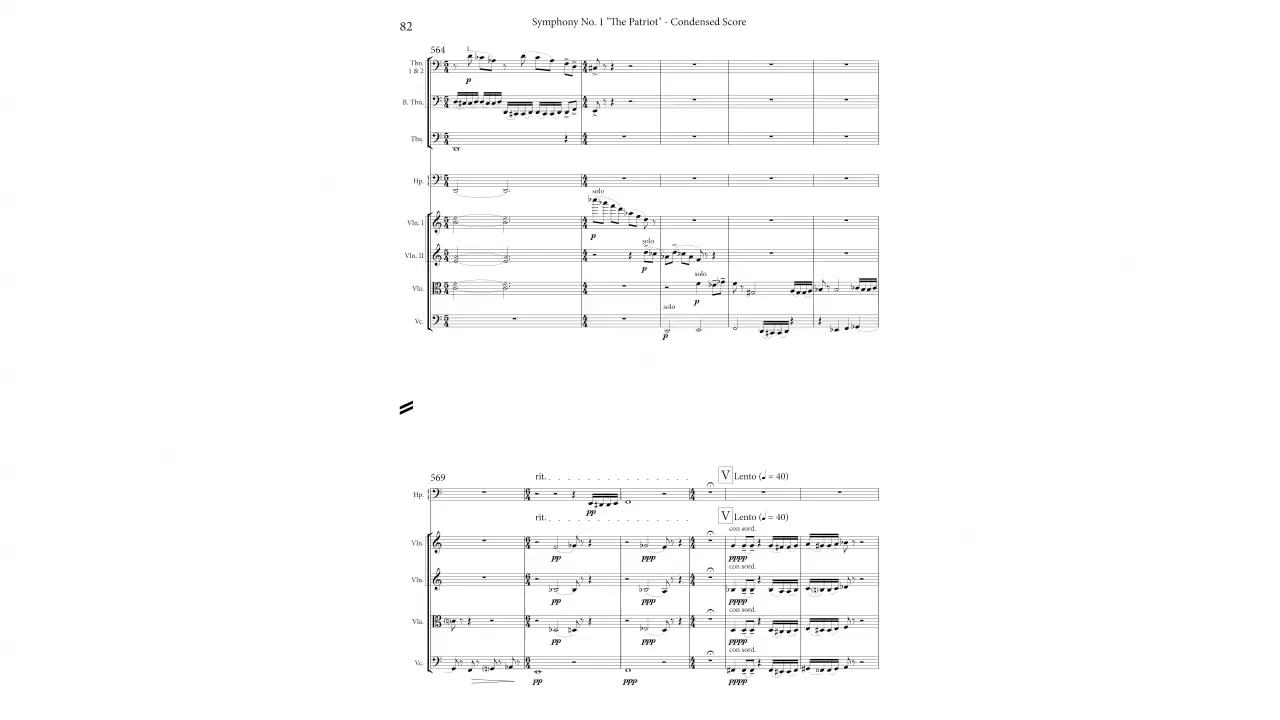 82
Symphony No. 1 "The Patriot" - Condensed Score
564
1.
Tbn.
1 & 2
p
B. Tbn.
Tba.
Hp.
solo
Vln. I
p
solo
Vln. II
p
solo
Vla.
p
solo
Vc.
p
569
rit.
V Lento (♩ = 40)
Hp.
pp
rit.
V Lento (♩ = 40)
con sord.
Vln.
pp ppp pppp
con sord.
Vln.
pp ppp pppp
con sord.
Vla.
pp ppp pppp
con sord.
Vc.
pp ppp pppp